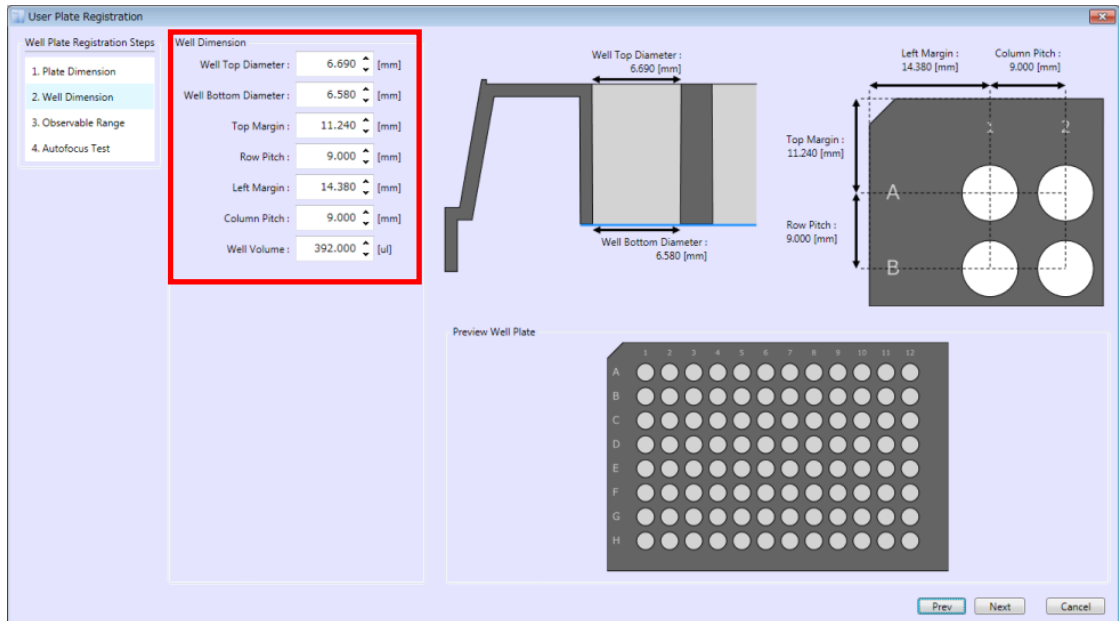 User Plate Registration
Well Plate Registration Steps
1. Plate Dimension
2. Well Dimension
3. Observable Range
4. Autofocus Test
Well Dimension
Well Top Diameter : 6.690 [mm]
Well Bottom Diameter : 6.580 [mm]
Top Margin : 11.240 [mm]
Row Pitch : 9.000 [mm]
Left Margin : 14.380 [mm]
Column Pitch : 9.000 [mm]
Well Volume : 392.000 [ul]
Well Top Diameter :
6.690 [mm]
Well Bottom Diameter :
6.580 [mm]
Left Margin :
14.380 [mm]
Column Pitch :
9.000 [mm]
Top Margin :
11.240 [mm]
Row Pitch :
9.000 [mm]
1 2
A
B
Preview Well Plate
1 2 3 4 5 6 7 8 9 10 11 12
A
B
C
D
E
F
G
H
Prev Next Cancel